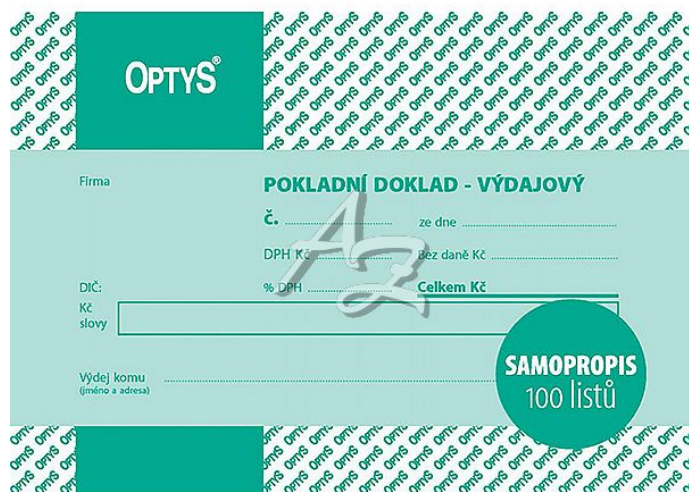 OPTYS®
Firma
POKLADNÍ DOKLAD - VÝDAJOVÝ
č. ze dne
DPH Kč Bez daně Kč
DIČ: % DPH Celkem Kč
Kč
slovy
AZ
SAMOPROPIS
100 listů
Výdej komu
(jméno a adresa)